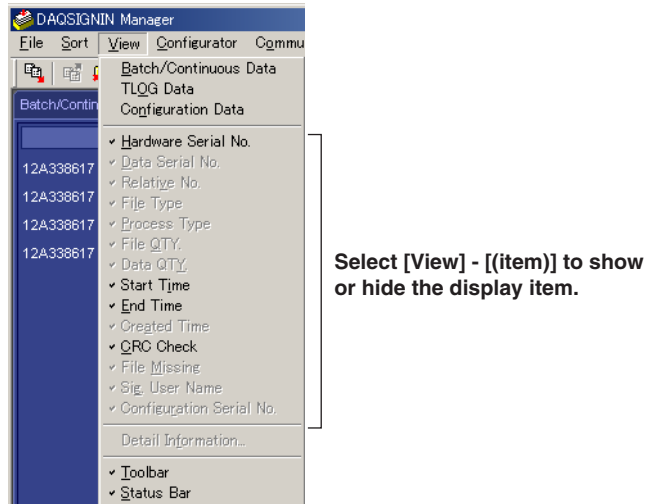 DAQSIGNIN Manager
File Sort View Configurator Commu
Batch/Continuous Data
TLOG Data
Configuration Data
Batch/Contin
Hardware Serial No.
Data Serial No.
Relative No.
File Type
Process Type
File QTY.
Data QTY.
Start Time
End Time
Created Time
CRC Check
File Missing
Sig. User Name
Configuration Serial No.
Detail Information...
Toolbar
Status Bar
12A338617
12A338617
12A338617
12A338617
Select [View] - [(item)] to show
or hide the display item.